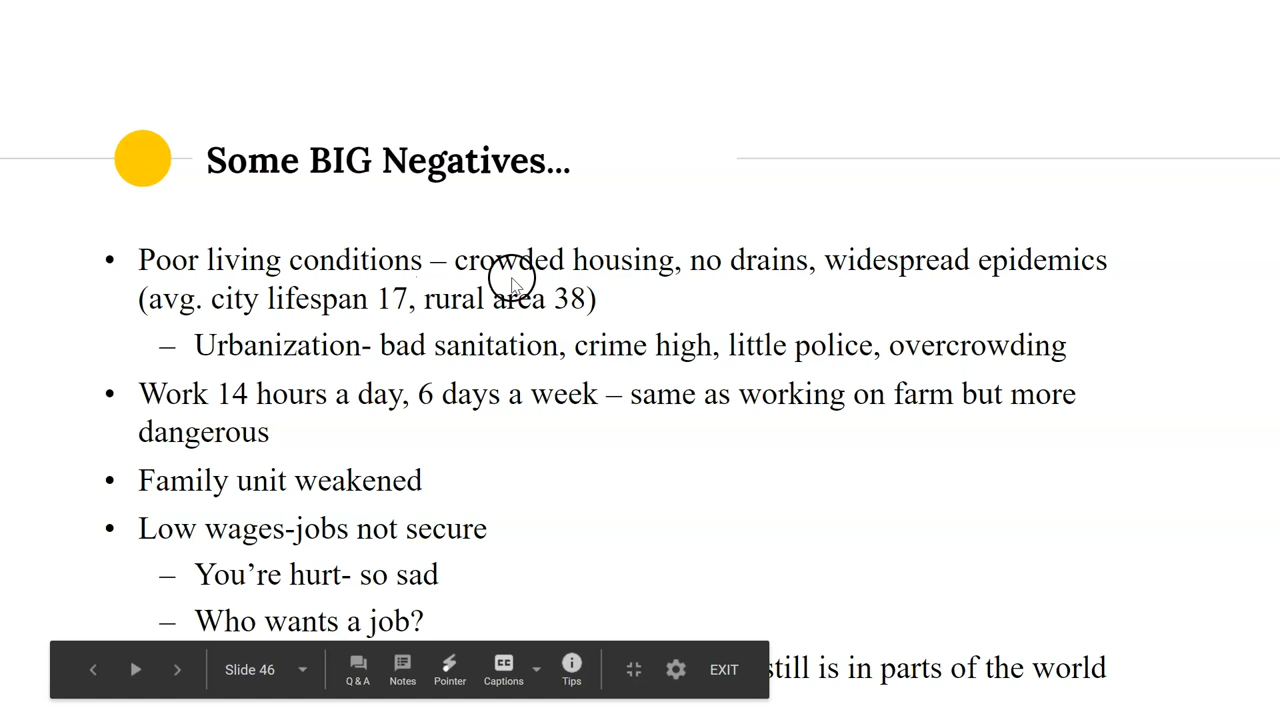 Some BIG Negatives...
• Poor living conditions – crowded housing, no drains, widespread epidemics
(avg. city lifespan 17, rural area 38)
– Urbanization- bad sanitation, crime high, little police, overcrowding
• Work 14 hours a day, 6 days a week – same as working on farm but more
dangerous
• Family unit weakened
• Low wages-jobs not secure
– You’re hurt- so sad
– Who wants a job?
still is in parts of the world
Slide 46
Q & A
Notes
Pointer
CC
Captions
Tips
EXIT